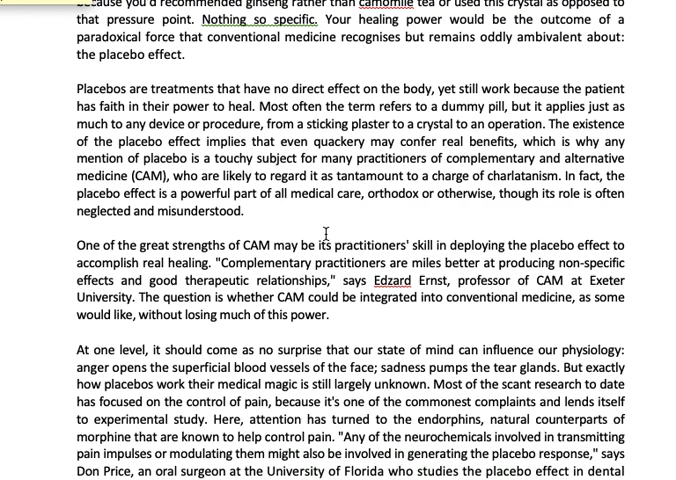 because you'd recommended ginseng rather than camomile tea or used this crystal as opposed to
that pressure point. Nothing so specific. Your healing power would be the outcome of a
paradoxical force that conventional medicine recognises but remains oddly ambivalent about:
the placebo effect.
Placebos are treatments that have no direct effect on the body, yet still work because the patient
has faith in their power to heal. Most often the term refers to a dummy pill, but it applies just as
much to any device or procedure, from a sticking plaster to a crystal to an operation. The existence
of the placebo effect implies that even quackery may confer real benefits, which is why any
mention of placebo is a touchy subject for many practitioners of complementary and alternative
medicine (CAM), who are likely to regard it as tantamount to a charge of charlatanism. In fact, the
placebo effect is a powerful part of all medical care, orthodox or otherwise, though its role is often
neglected and misunderstood.
One of the great strengths of CAM may be its practitioners' skill in deploying the placebo effect to
accomplish real healing. "Complementary practitioners are miles better at producing non-specific
effects and good therapeutic relationships," says Edzard Ernst, professor of CAM at Exeter
University. The question is whether CAM could be integrated into conventional medicine, as some
would like, without losing much of this power.
At one level, it should come as no surprise that our state of mind can influence our physiology:
anger opens the superficial blood vessels of the face; sadness pumps the tear glands. But exactly
how placebos work their medical magic is still largely unknown. Most of the scant research to date
has focused on the control of pain, because it's one of the commonest complaints and lends itself
to experimental study. Here, attention has turned to the endorphins, natural counterparts of
morphine that are known to help control pain. "Any of the neurochemicals involved in transmitting
pain impulses or modulating them might also be involved in generating the placebo response," says
Don Price, an oral surgeon at the University of Florida who studies the placebo effect in dental